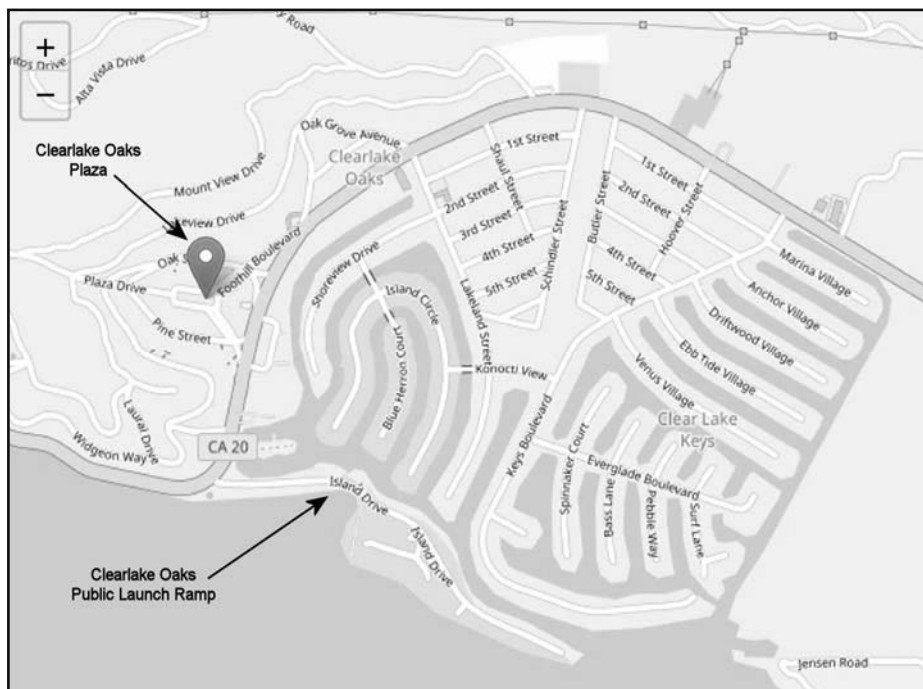 +
−
Alta Vista Drive
Clearlake Oaks
Plaza
Oak Grove Avenue
Clearlake
Oaks
Mount View Drive
1st Street
Shaul Street
2nd Street
1st Street
2nd Street
3rd Street
Butler Street
Hoover Street
Schindler Street
4th Street
4th Street
Foothill Boulevard
Shoreview Drive
Marina Village
5th Street
5th Street
Plaza Drive
Island Circle
Anchor Village
Lakeland Street
Driftwood Village
Pine Street
Blue Herron Court
Ebb Tide Village
Konocti View
Venus Village
Laural Drive
Clear Lake
Keys
Widgeon Way
CA 20
Keys Boulevard
Spinnaker Court
Everglade Boulevard
Island Drive
Bass Lane
Pebble Way
Surf Lane
Island Drive
Clearlake Oaks
Public Launch Ramp
Jensen Road